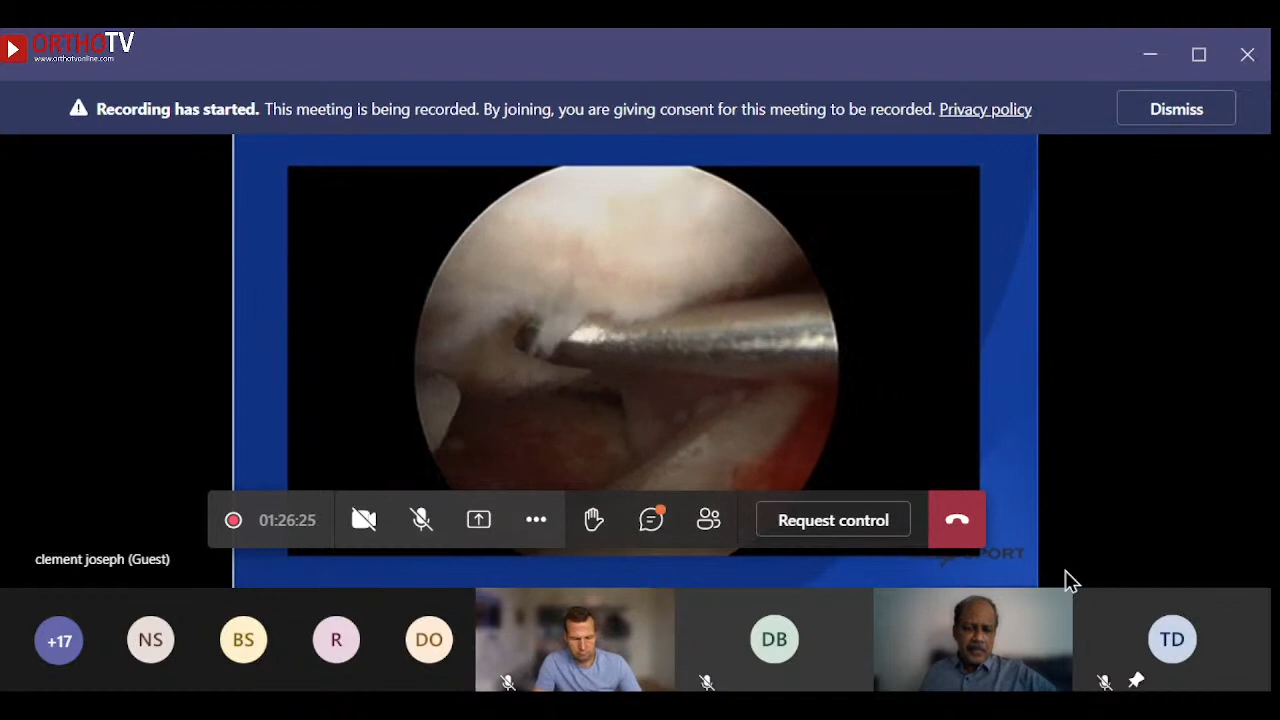 ORTHOTV
www.orthotvonline.com
Recording has started. This meeting is being recorded. By joining, you are giving consent for this meeting to be recorded. Privacy policy
Dismiss
01:26:25
Request control
SPORT
clement joseph (Guest)
+17
NS
BS
R
DO
DB
TD